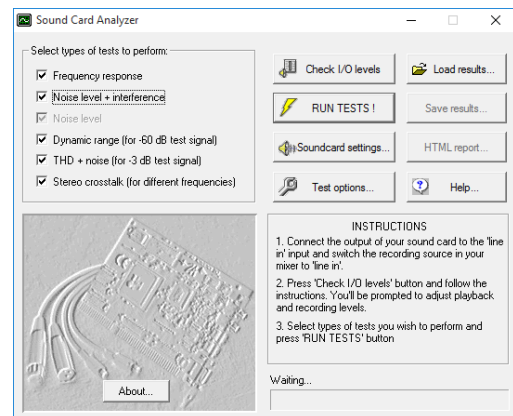 Sound Card Analyzer
Select types of tests to perform:
Frequency response
Noise level + interference
Noise level
Dynamic range (for -60 dB test signal)
THD + noise (for -3 dB test signal)
Stereo crosstalk (for different frequencies)
Check I/O levels
Load results...
RUN TESTS !
Save results...
Soundcard settings...
HTML report...
Test options...
Help...
INSTRUCTIONS
1. Connect the output of your sound card to the 'line
in' input and switch the recording source in your
mixer to 'line in'.
2. Press 'Check I/O levels' button and follow the
instructions. You'll be prompted to adjust playback
and recording levels.
3. Select types of tests you wish to perform and
press 'RUN TESTS' button
About...
Waiting...